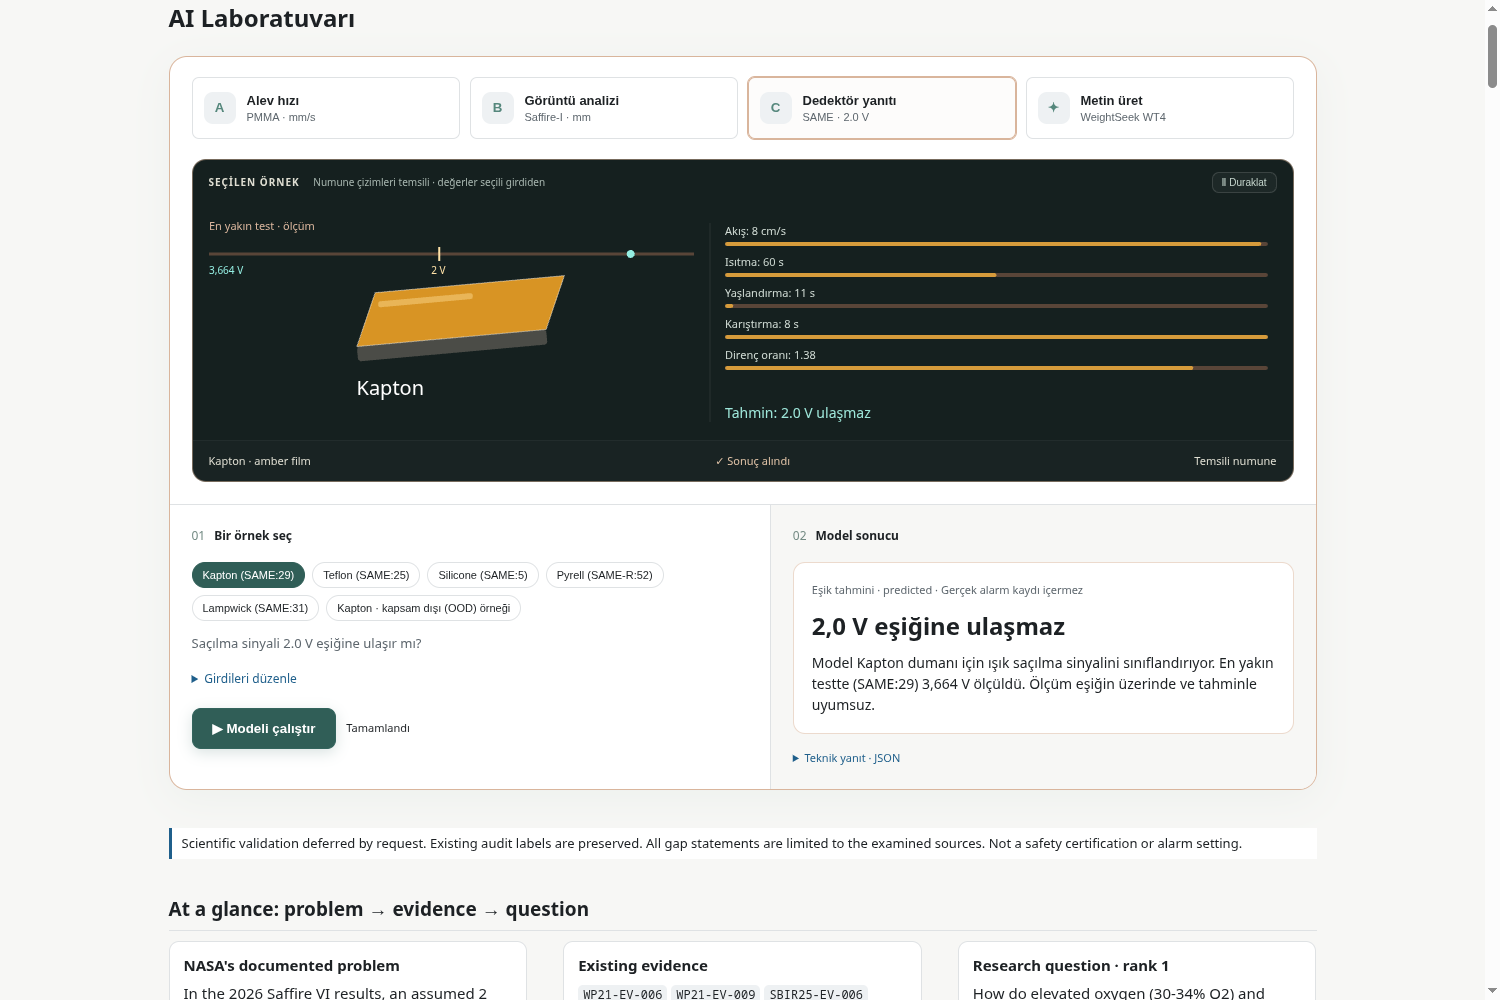 AI Laboratuvarı
A
Alev hızı
PMMA · mm/s
B
Görüntü analizi
Saffire-I · mm
C
Dedektör yanıtı
SAME · 2.0 V
✦
Metin üret
WeightSeek WT4
SEÇİLEN ÖRNEK Numune çizimleri temsili · değerler seçili girdiden
Ⅱ Duraklat
En yakın test · ölçüm
3,664 V
2 V
Kapton
Akış: 8 cm/s
Isıtma: 60 s
Yaşlandırma: 11 s
Karıştırma: 8 s
Direnç oranı: 1.38
Tahmin: 2.0 V ulaşmaz
Kapton · amber film
✓ Sonuç alındı
Temsili numune
01 Bir örnek seç
Kapton (SAME:29) Teflon (SAME:25) Silicone (SAME:5) Pyrell (SAME-R:52)
Lampwick (SAME:31) Kapton · kapsam dışı (OOD) örneği
Saçılma sinyali 2.0 V eşiğine ulaşır mı?
▶ Girdileri düzenle
▶ Modeli çalıştır Tamamlandı
02 Model sonucu
Eşik tahmini · predicted · Gerçek alarm kaydı içermez
2,0 V eşiğine ulaşmaz
Model Kapton dumanı için ışık saçılma sinyalini sınıflandırıyor. En yakın
testte (SAME:29) 3,664 V ölçüldü. Ölçüm eşiğin üzerinde ve tahminle
uyumsuz.
▶ Teknik yanıt · JSON
Scientific validation deferred by request. Existing audit labels are preserved. All gap statements are limited to the examined sources. Not a safety certification or alarm setting.
At a glance: problem → evidence → question
NASA's documented problem
In the 2026 Saffire VI results, an assumed 2
Existing evidence
WP21-EV-006 WP21-EV-009 SBIR25-EV-006
Research question · rank 1
How do elevated oxygen (30-34% O2) and